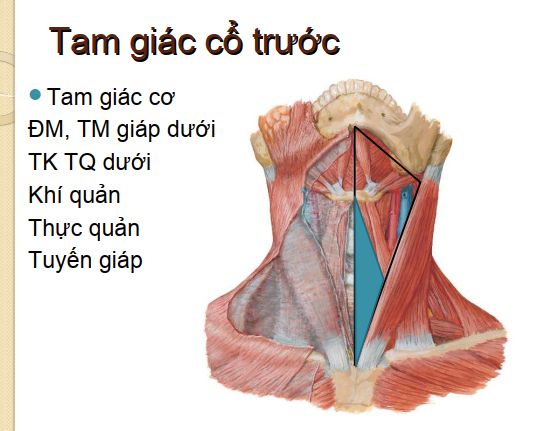 Tam giác cổ trước
Tam giác cơ
ĐM, TM giáp dưới
TK TQ dưới
Khí quản
Thực quản
Tuyến giáp